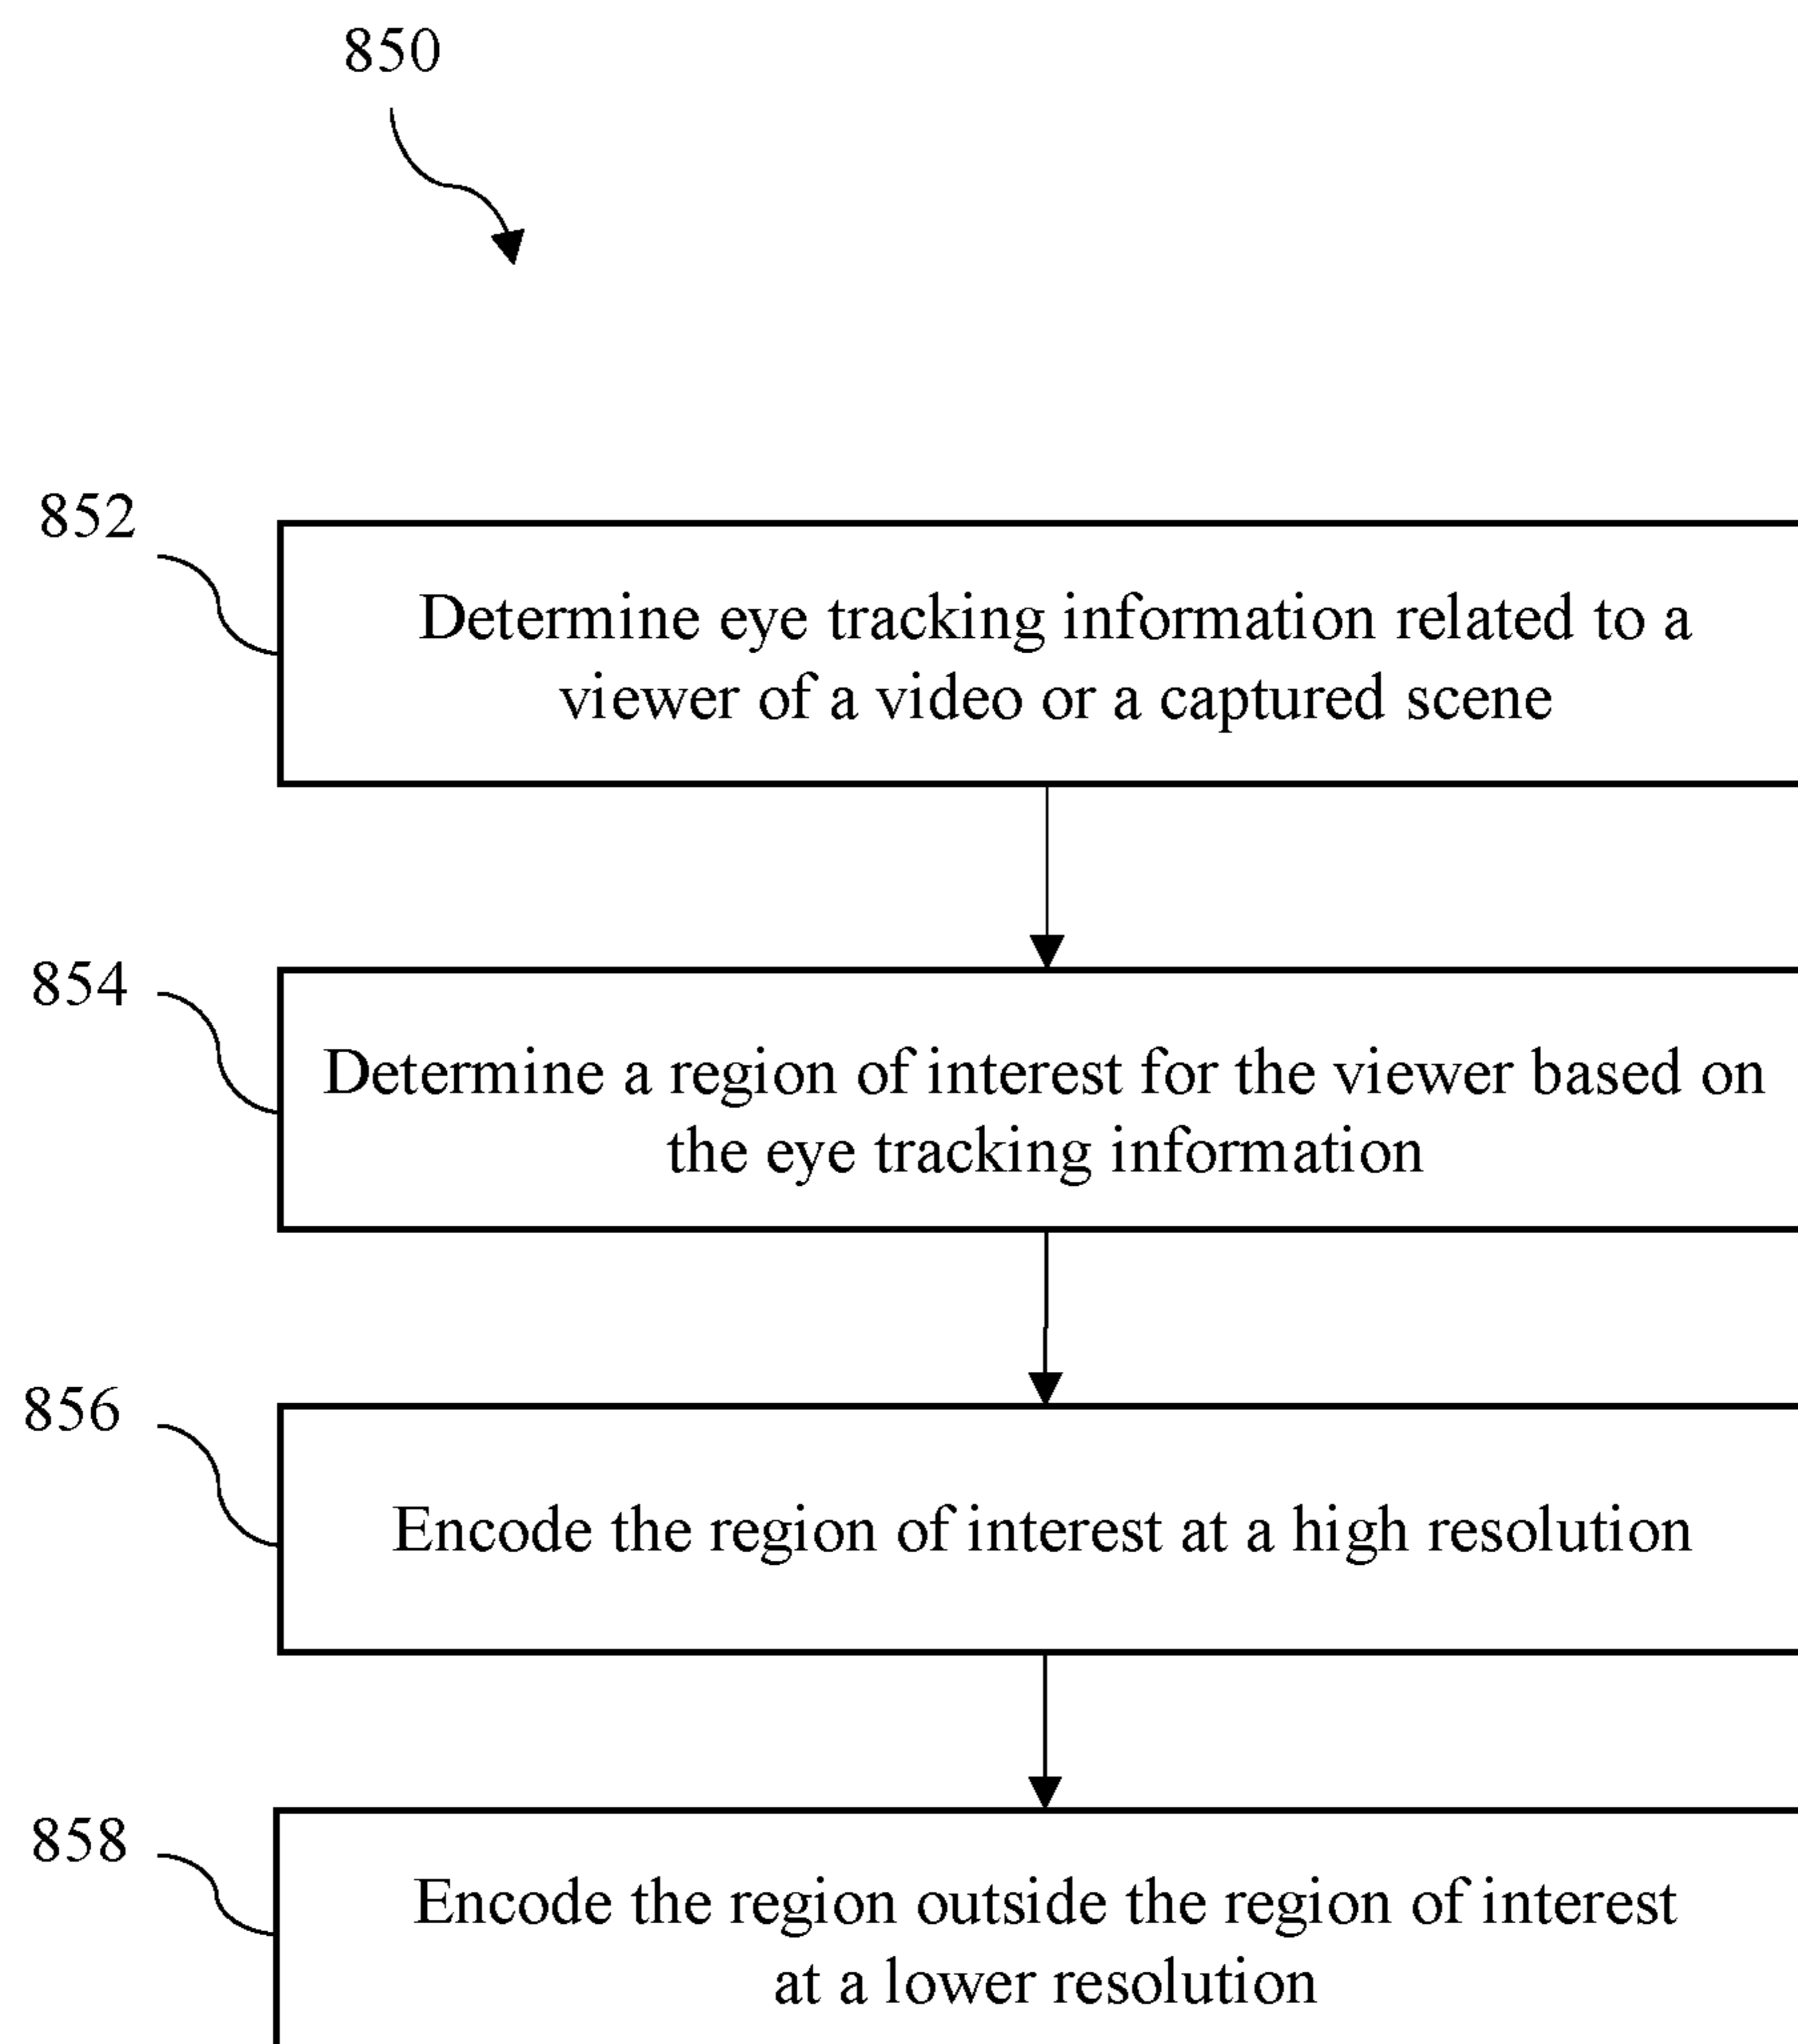 850
852
Determine eye tracking information related to a
viewer of a video or a captured scene
854
Determine a region of interest for the viewer based on
the eye tracking information
856
Encode the region of interest at a high resolution
858
Encode the region outside the region of interest
at a lower resolution